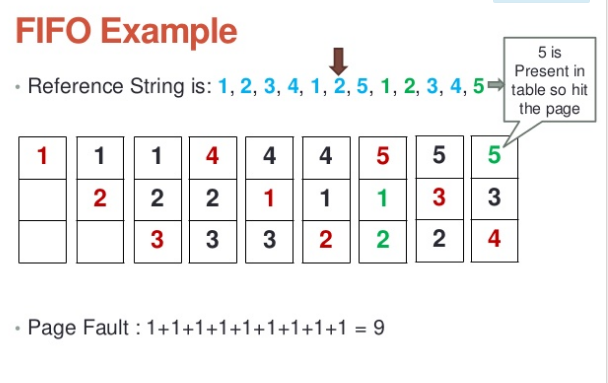 FIFO Example
5 is
Present in
table so hit
the page
• Reference String is: 1, 2, 3, 4, 1, 2, 5, 1, 2, 3, 4, 5
1 1 1 4 4 4 5 5 5
2 2 2 1 1 1 3 3
3 3 3 2 2 2 4
• Page Fault : 1+1+1+1+1+1+1+1+1 = 9